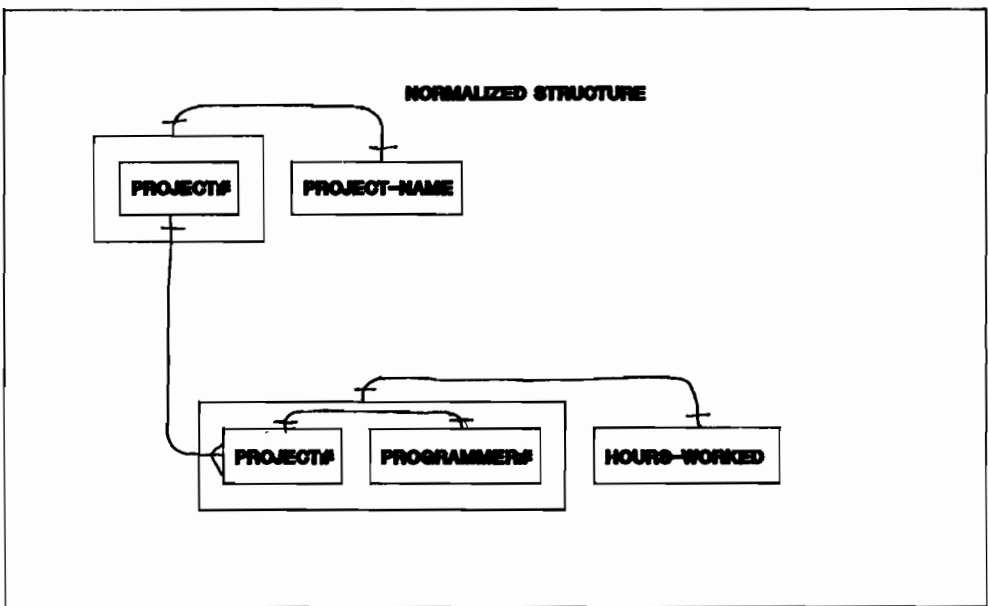 NORMALIZED STRUCTURE
PROJECT#
PROJECT-NAME
PROJECT#
PROGRAMMER#
HOURS-WORKED